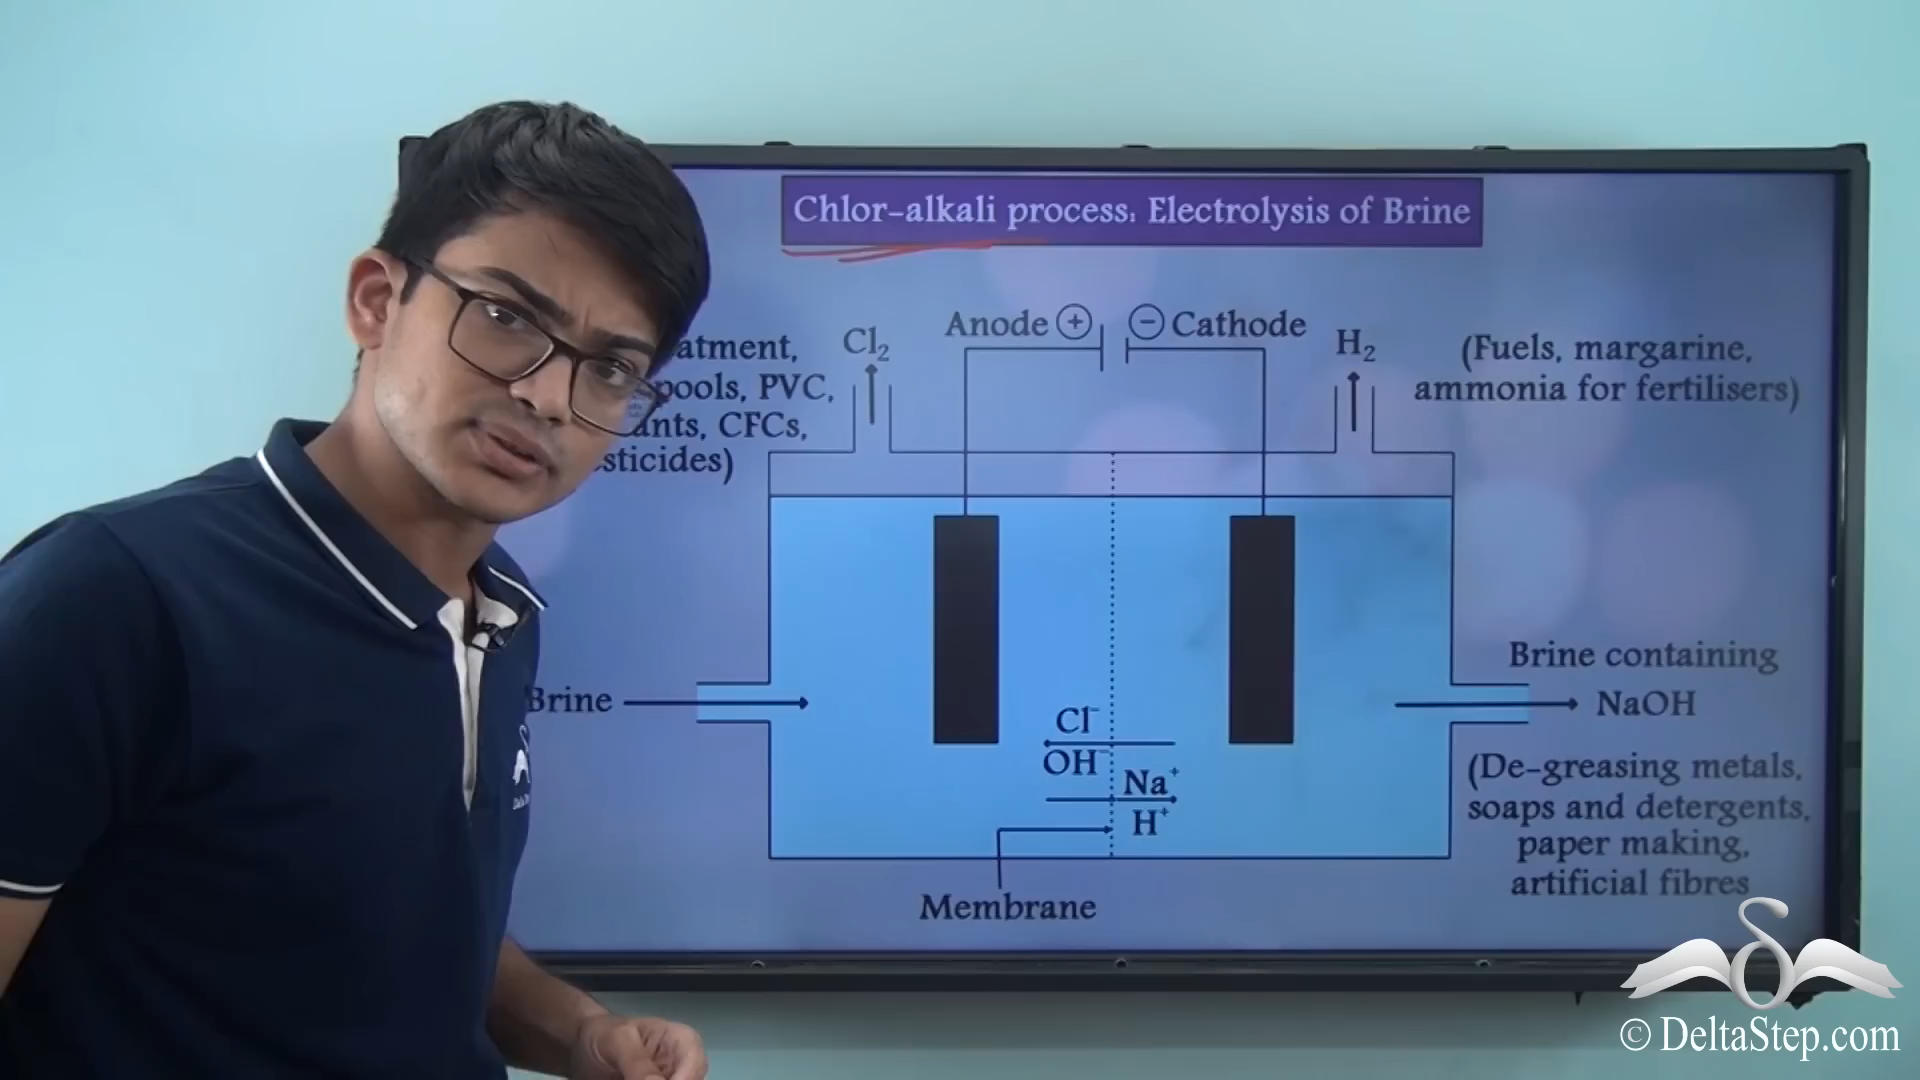 Chlor-alkali process: Electrolysis of Brine
Anode + − Cathode
Cl₂
H₂
atment,
pools, PVC,
ants, CFCs,
sticides)
(Fuels, margarine,
ammonia for fertilisers)
Brine
Cl⁻
OH⁻
Na⁺
H⁺
Membrane
Brine containing
NaOH
(De-greasing metals,
soaps and detergents,
paper making,
artificial fibres
© DeltaStep.com